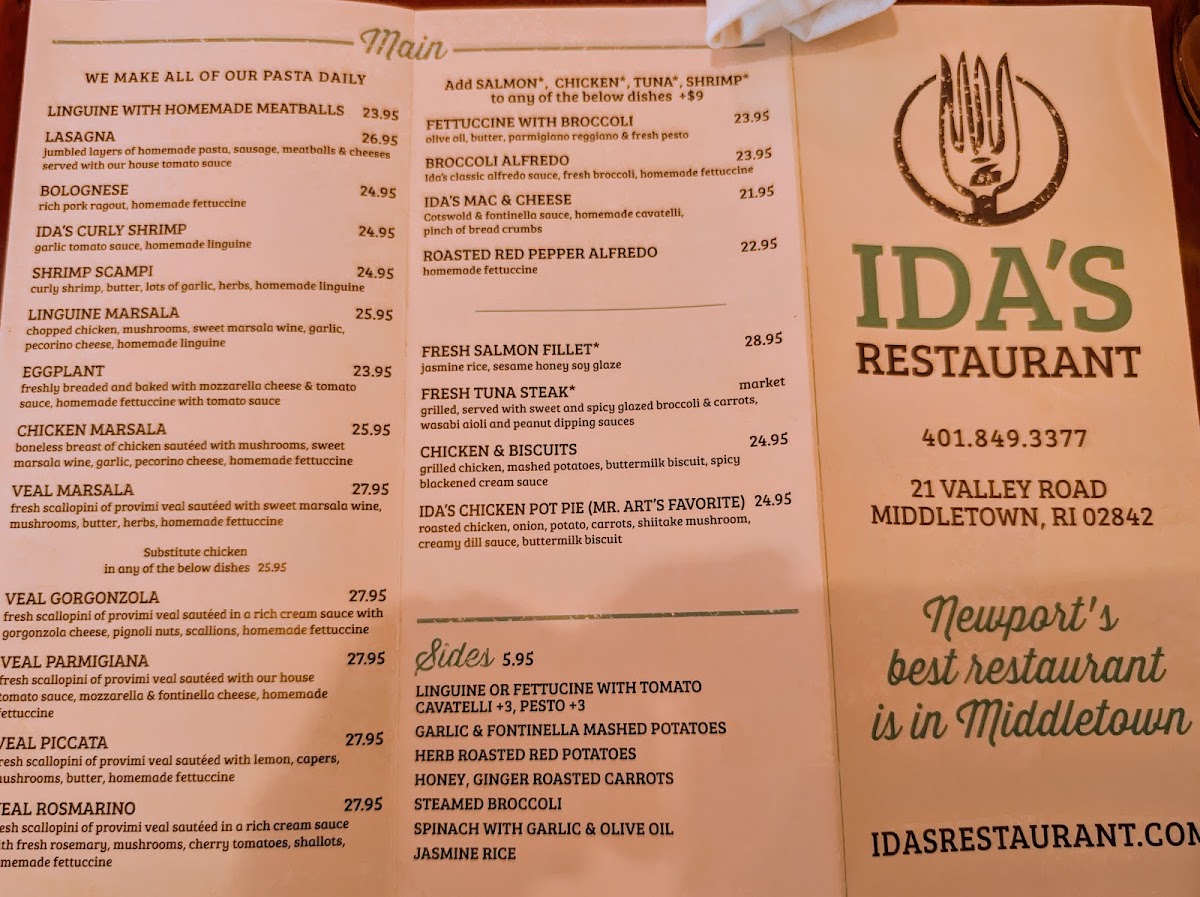 Main
WE MAKE ALL OF OUR PASTA DAILY
LINGUINE WITH HOMEMADE MEATBALLS 23.95
LASAGNA 26.95
jumbled layers of homemade pasta, sausage, meatballs & cheeses
served with our house tomato sauce
BOLOGNESE 24.95
rich pork ragout, homemade fettuccine
IDA'S CURLY SHRIMP 24.95
garlic tomato sauce, homemade linguine
SHRIMP SCAMPI 24.95
curly shrimp, butter, lots of garlic, herbs, homemade linguine
LINGUINE MARSALA 25.95
chopped chicken, mushrooms, sweet marsala wine, garlic,
pecorino cheese, homemade linguine
EGGPLANT 23.95
freshly breaded and baked with mozzarella cheese & tomato
sauce, homemade fettuccine with tomato sauce
CHICKEN MARSALA 25.95
boneless breast of chicken sautéed with mushrooms, sweet
marsala wine, garlic, pecorino cheese, homemade fettuccine
VEAL MARSALA 27.95
fresh scallopini of provimi veal sautéed with sweet marsala wine,
mushrooms, butter, herbs, homemade fettuccine
Substitute chicken
in any of the below dishes 25.95
VEAL GORGONZOLA 27.95
fresh scallopini of provimi veal sautéed in a rich cream sauce with
gorgonzola cheese, pignoli nuts, scallions, homemade fettuccine
VEAL PARMIGIANA 27.95
fresh scallopini of provimi veal sautéed with our house
tomato sauce, mozzarella & fontinella cheese, homemade
fettuccine
VEAL PICCATA 27.95
resh scallopini of provimi veal sautéed with lemon, capers,
mushrooms, butter, homemade fettuccine
EAL ROSMARINO 27.95
esh scallopini of provimi veal sautéed in a rich cream sauce
ith fresh rosemary, mushrooms, cherry tomatoes, shallots,
memade fettuccine
Add SALMON*, CHICKEN*, TUNA*, SHRIMP*
to any of the below dishes +$9
FETTUCCINE WITH BROCCOLI 23.95
olive oil, butter, parmigiano reggiano & fresh pesto
BROCCOLI ALFREDO 23.95
Ida's classic alfredo sauce, fresh broccoli, homemade fettuccine
IDA'S MAC & CHEESE 21.95
Cotswold & fontinella sauce, homemade cavatelli,
pinch of bread crumbs
ROASTED RED PEPPER ALFREDO 22.95
homemade fettuccine
FRESH SALMON FILLET* 28.95
jasmine rice, sesame honey soy glaze
FRESH TUNA STEAK* market
grilled, served with sweet and spicy glazed broccoli & carrots,
wasabi aioli and peanut dipping sauces
CHICKEN & BISCUITS 24.95
grilled chicken, mashed potatoes, buttermilk biscuit, spicy
blackened cream sauce
IDA'S CHICKEN POT PIE (MR. ART'S FAVORITE) 24.95
roasted chicken, onion, potato, carrots, shiitake mushroom,
creamy dill sauce, buttermilk biscuit
Sides 5.95
LINGUINE OR FETTUCINE WITH TOMATO
CAVATELLI +3, PESTO +3
GARLIC & FONTINELLA MASHED POTATOES
HERB ROASTED RED POTATOES
HONEY, GINGER ROASTED CARROTS
STEAMED BROCCOLI
SPINACH WITH GARLIC & OLIVE OIL
JASMINE RICE
IDA'S
RESTAURANT
401.849.3377
21 VALLEY ROAD
MIDDLETOWN, RI 02842
Newport's
best restaurant
is in Middletown
IDASRESTAURANT.COM